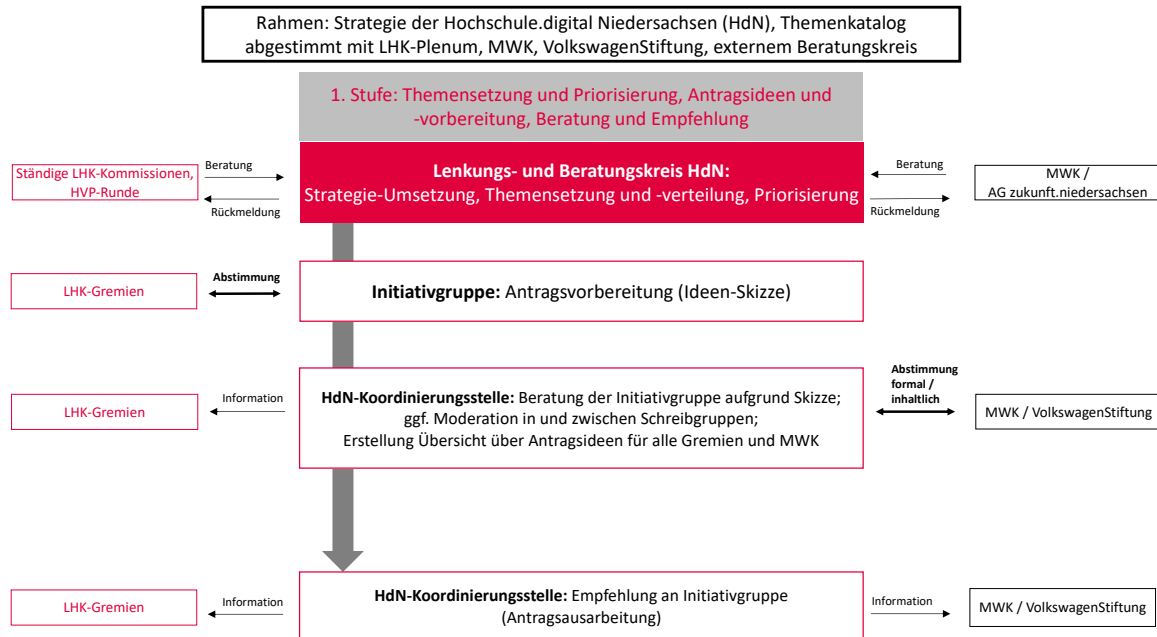 Rahmen: Strategie der Hochschule.digital Niedersachsen (HdN), Themenkatalog
abgestimmt mit LHK-Plenum, MWK, VolkswagenStiftung, externem Beratungskreis
1. Stufe: Themensetzung und Priorisierung, Antragsideen und
-vorbereitung, Beratung und Empfehlung
Ständige LHK-Kommissionen,
HVP-Runde
Beratung
Rückmeldung
Lenkungs- und Beratungskreis HdN:
Strategie-Umsetzung, Themensetzung und -verteilung, Priorisierung
Beratung
Rückmeldung
MWK /
AG zukunft.niedersachsen
LHK-Gremien
Abstimmung
Initiativgruppe: Antragsvorbereitung (Ideen-Skizze)
LHK-Gremien
Information
HdN-Koordinierungsstelle: Beratung der Initiativgruppe aufgrund Skizze;
ggf. Moderation in und zwischen Schreibgruppen;
Erstellung Übersicht über Antragsideen für alle Gremien und MWK
Abstimmung
formal /
inhaltlich
MWK / VolkswagenStiftung
LHK-Gremien
Information
HdN-Koordinierungsstelle: Empfehlung an Initiativgruppe
(Antragsausarbeitung)
Information
MWK / VolkswagenStiftung